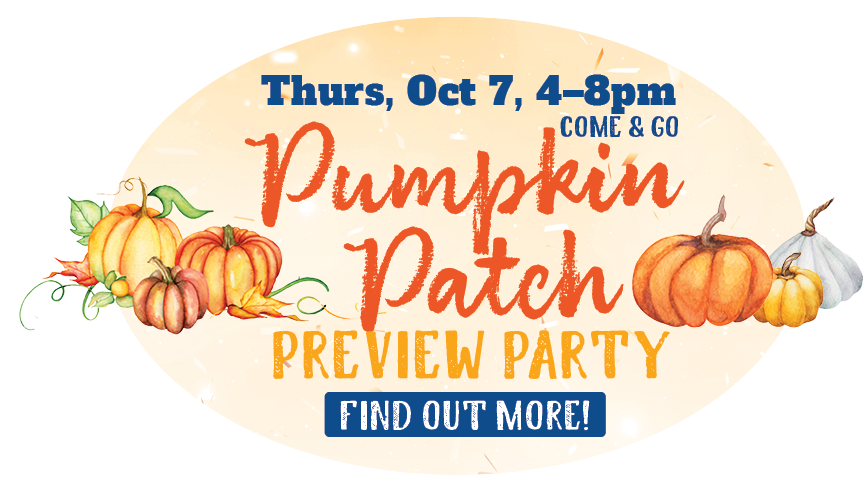 Thurs, Oct 7, 4–8pm
COME & GO
Pumpkin
Patch
PREVIEW PARTY
FIND OUT MORE!